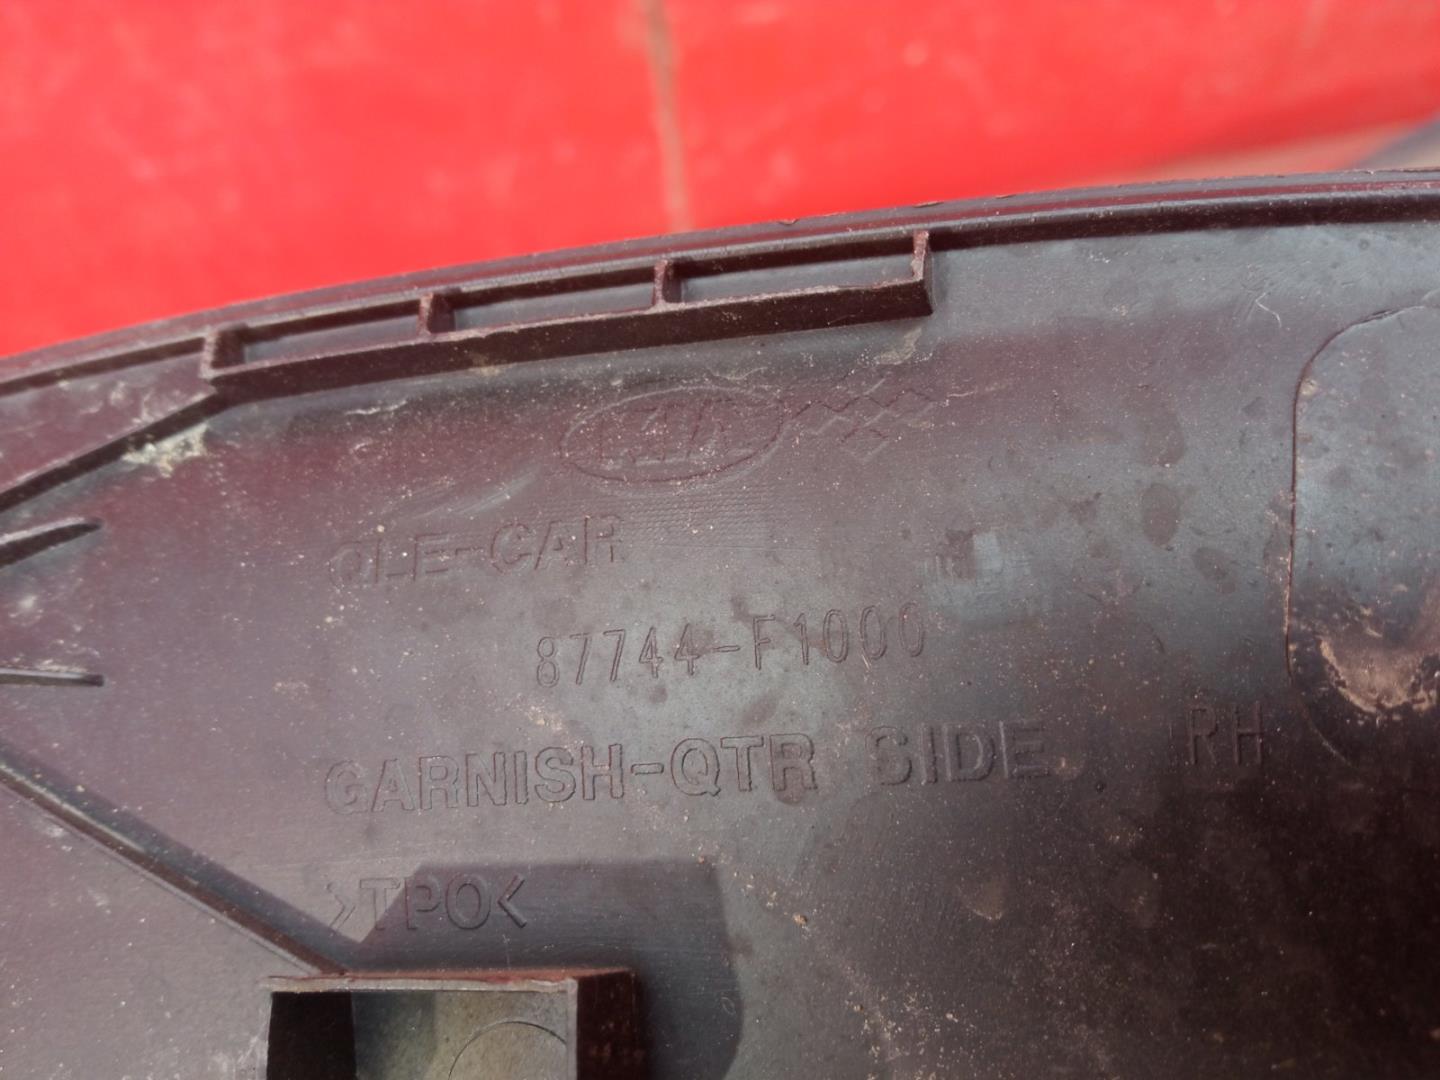 KIA
QLE-CAR
87744-F1000
GARNISH-QTR SIDE RH
>TPO<